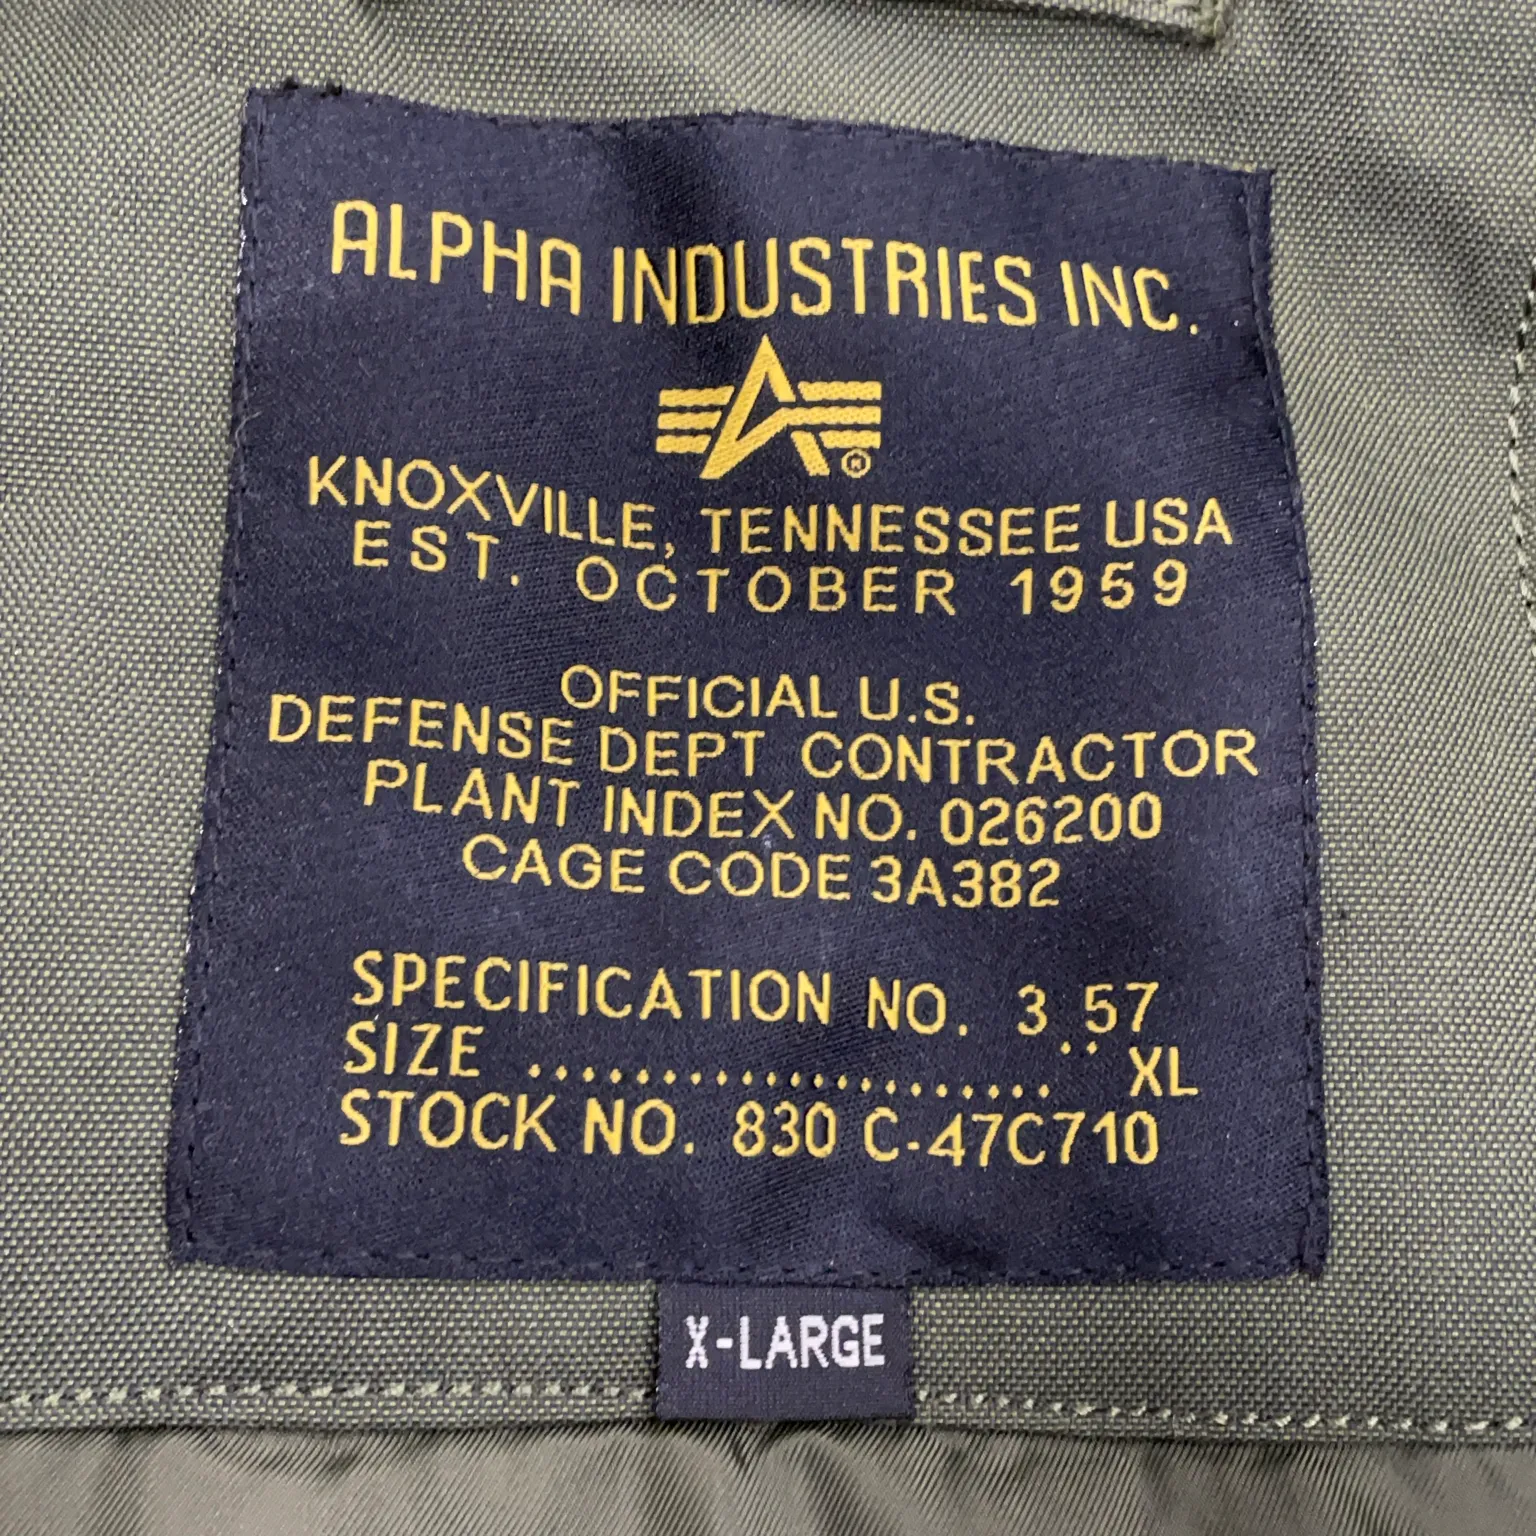 ALPHA INDUSTRIES INC.
®
KNOXVILLE, TENNESSEE USA
EST. OCTOBER 1959
OFFICIAL U.S.
DEFENSE DEPT CONTRACTOR
PLANT INDEX NO. 026200
CAGE CODE 3A382
SPECIFICATION NO. 3 57
SIZE ...................... XL
STOCK NO. 830 C-47C710
X-LARGE